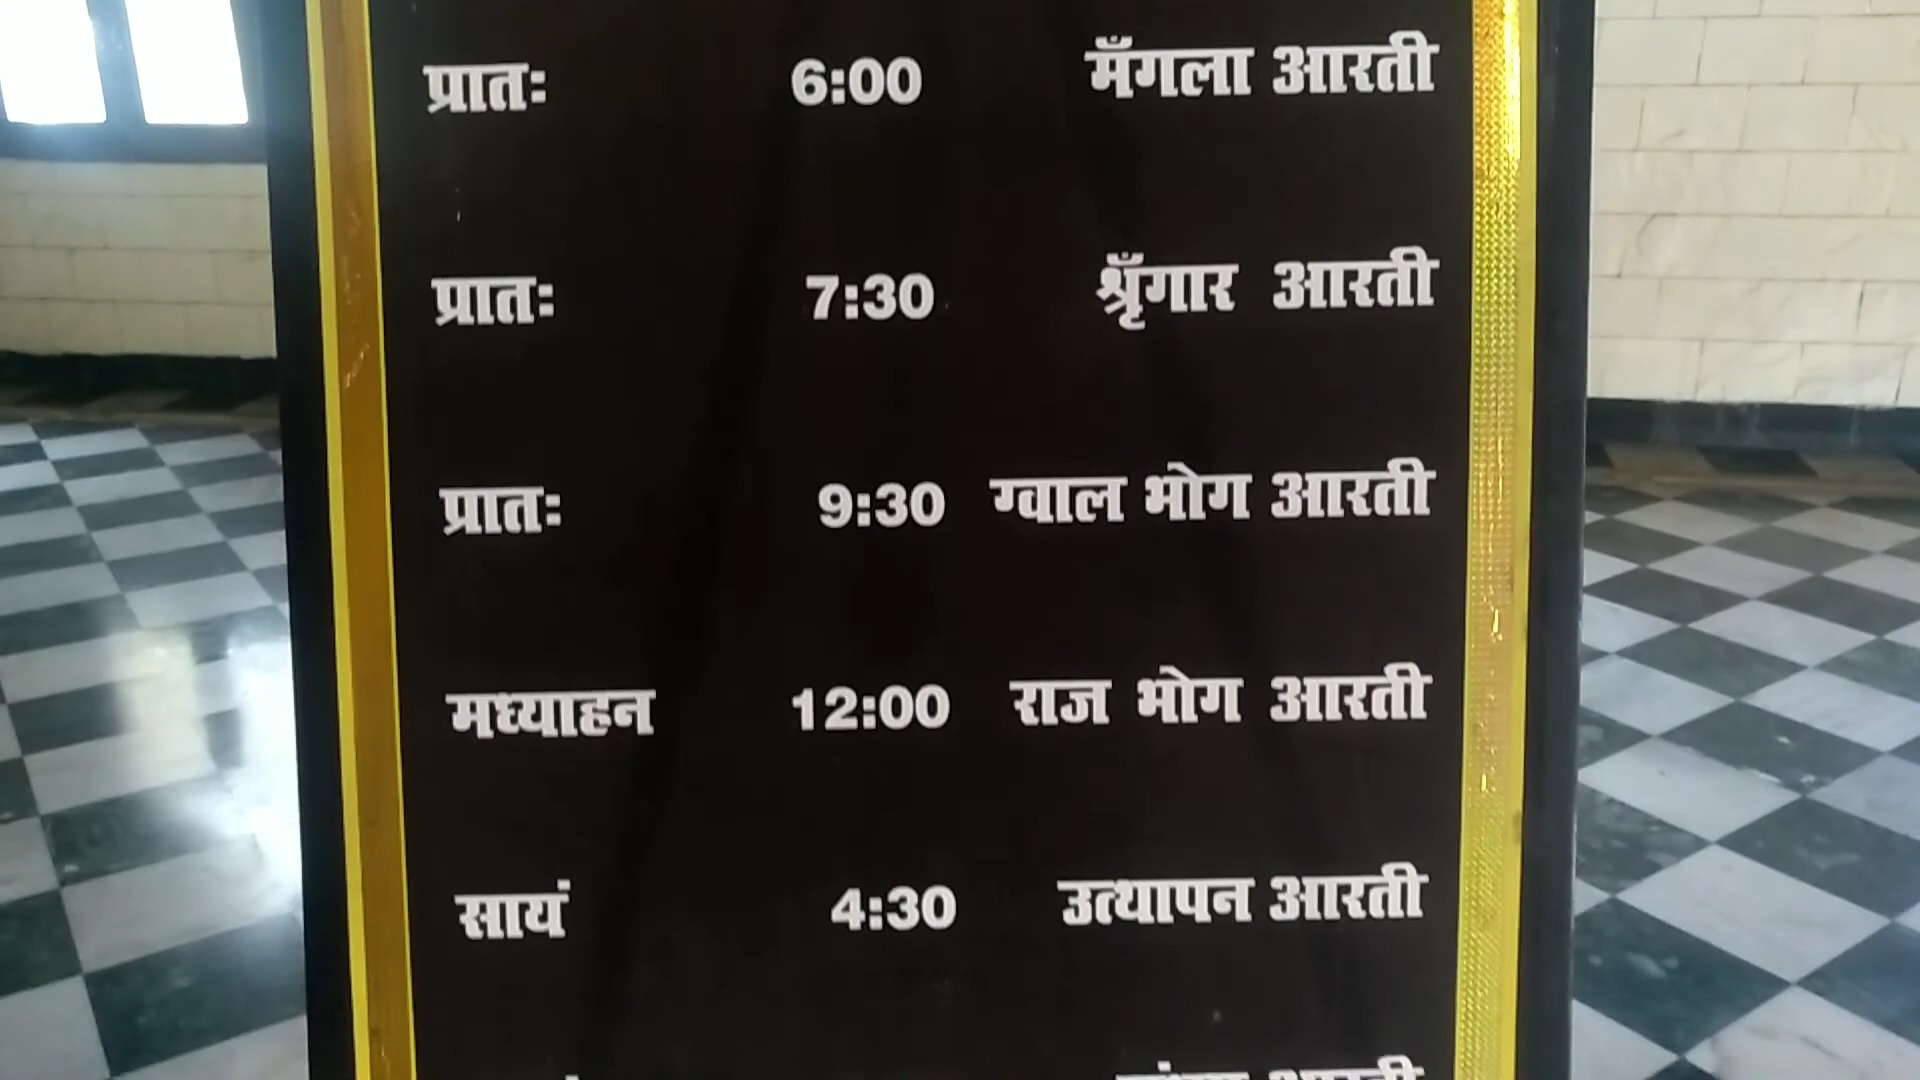 प्रातः 6:00 मँगला आरती
प्रातः 7:30 श्रृँगार आरती
प्रातः 9:30 ग्वाल भोग आरती
मध्याहन 12:00 राज भोग आरती
सायं 4:30 उत्थापन आरती
आरती